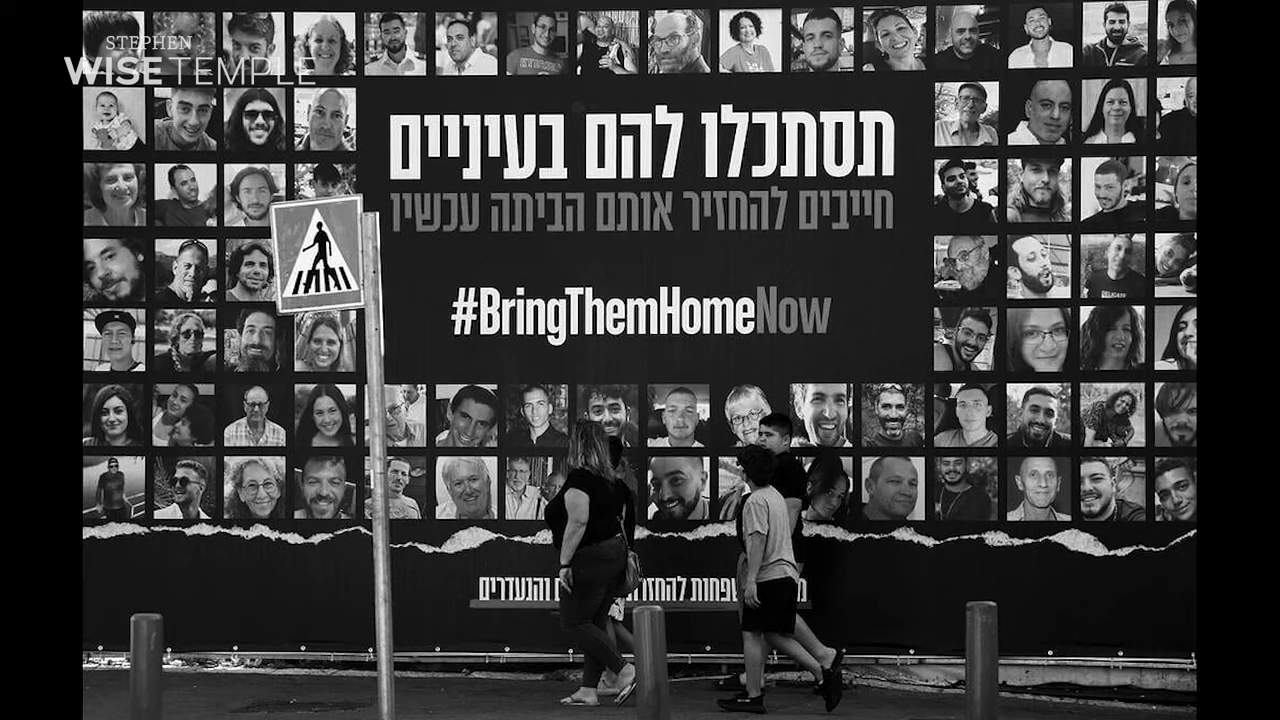 STEPHEN
WISE TEMPLE
תסתכלו להם בעיניים
חייבים להחזיר אותם הביתה עכשיו
#BringThemHomeNow
והנעדרים